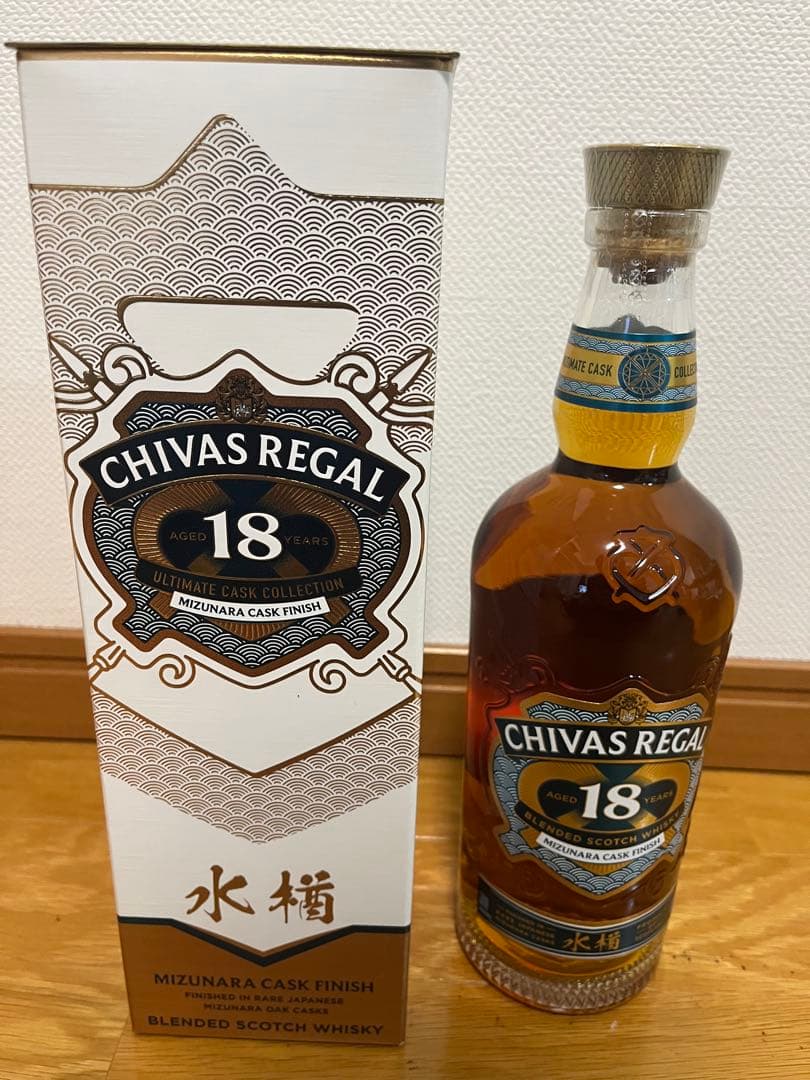 CHIVAS REGAL
AGED 18 YEARS
ULTIMATE CASK COLLECTION
MIZUNARA CASK FINISH
水楢
MIZUNARA CASK FINISH
FINISHED IN RARE JAPANESE
MIZUNARA OAK CASKS
BLENDED SCOTCH WHISKY
ULTIMATE CASK COLLEC
CHIVAS REGAL
AGED 18 YEARS
BLENDED SCOTCH WHISKY
MIZUNARA CASK FINISH
水楢